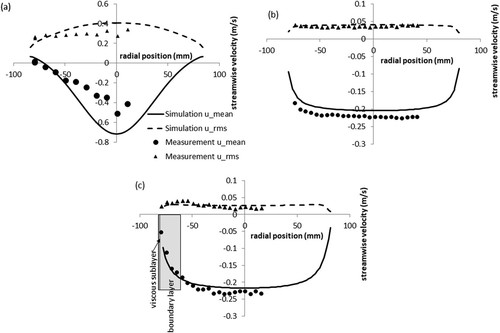 (a)
0.6
0.4
0.2
0
-0.2
-0.4
-0.6
-0.8
-100
-50
50
100
radial position (mm)
streamwise velocity (m/s)
Simulation u_mean
Simulation u_rms
Measurement u_mean
Measurement u_rms
(b)
0.1
0.05
0
-0.05
-0.1
-0.15
-0.2
-0.25
-0.3
-100
-50
0
50
100
radial position (mm)
streamwise velocity (m/s)
(c)
0.1
0.05
0
-0.05
-0.1
-0.15
-0.2
-0.25
-0.3
-100
-50
0
50
100
radial position (mm)
streamwise velocity (m/s)
viscous sublayer
boundary layer